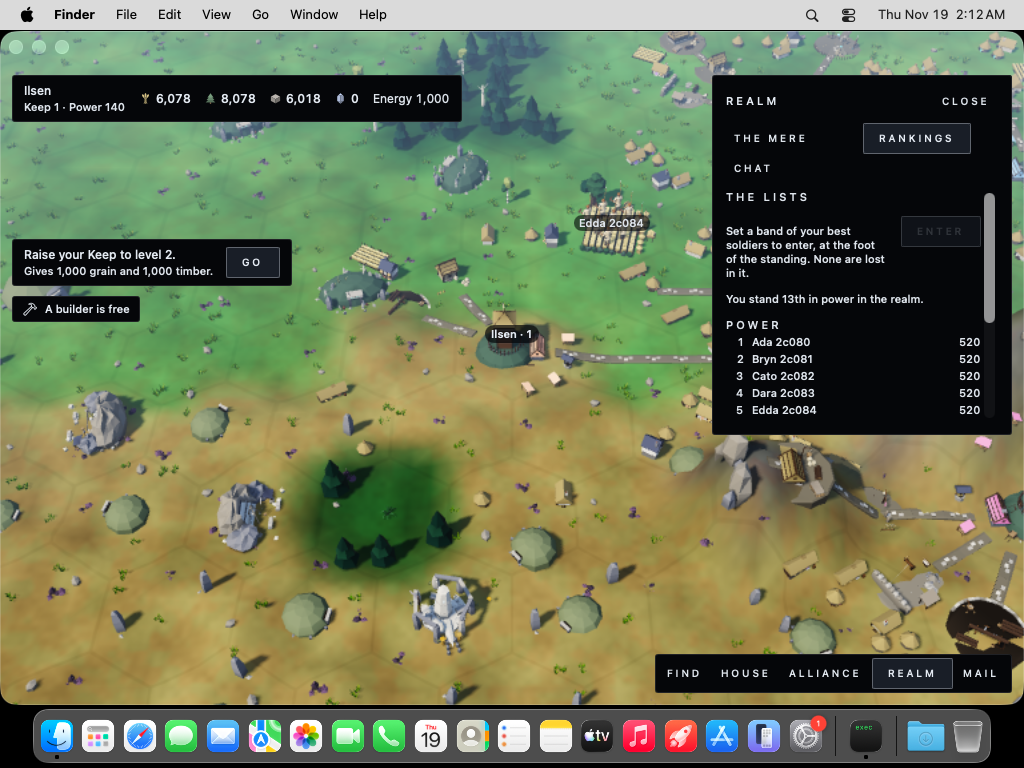 Finder File Edit View Go Window Help Thu Nov 19 2:12 AM
Ilsen
Keep 1 · Power 140
6,078 8,078 6,018 0 Energy 1,000
REALM CLOSE
THE MERE RANKINGS
CHAT
THE LISTS
Set a band of your best
soldiers to enter, at the foot
of the standing. None are lost
in it.
ENTER
You stand 13th in power in the realm.
POWER
1 Ada 2c080 520
2 Bryn 2c081 520
3 Cato 2c082 520
4 Dara 2c083 520
5 Edda 2c084 520
Edda 2c084
Raise your Keep to level 2.
Gives 1,000 grain and 1,000 timber.
GO
A builder is free
Ilsen · 1
FIND HOUSE ALLIANCE REALM MAIL
Thu
19
tv
1
exec